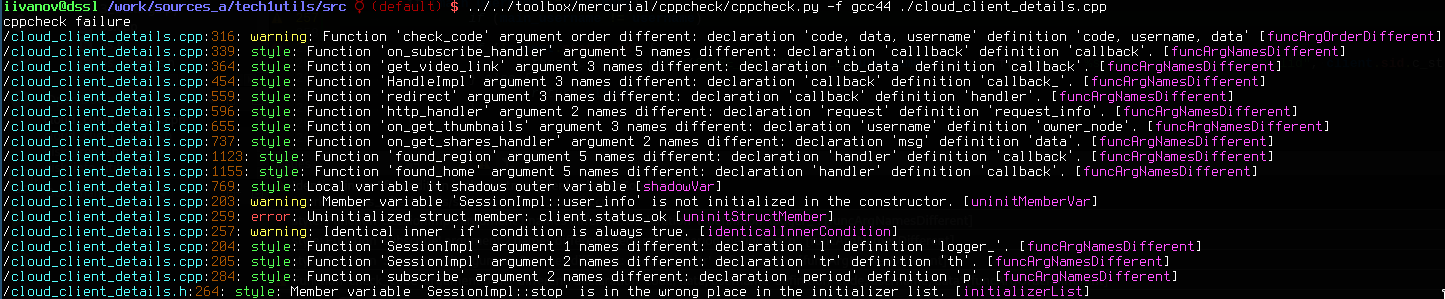 iivanov@dssl /work/sources_a/tech1utils/src ☿ (default) $ ../../toolbox/mercurial/cppcheck/cppcheck.py -f gcc44 ./cloud_client_details.cpp
cppcheck failure
/cloud_client_details.cpp:316: warning: Function 'check_code' argument order different: declaration 'code, data, username' definition 'code, username, data' [funcArgOrderDifferent]
/cloud_client_details.cpp:339: style: Function 'on_subscribe_handler' argument 5 names different: declaration 'calllback' definition 'callback'. [funcArgNamesDifferent]
/cloud_client_details.cpp:364: style: Function 'get_video_link' argument 3 names different: declaration 'cb_data' definition 'callback'. [funcArgNamesDifferent]
/cloud_client_details.cpp:454: style: Function 'HandleImpl' argument 3 names different: declaration 'callback' definition 'callback_'. [funcArgNamesDifferent]
/cloud_client_details.cpp:559: style: Function 'redirect' argument 3 names different: declaration 'callback' definition 'handler'. [funcArgNamesDifferent]
/cloud_client_details.cpp:596: style: Function 'http_handler' argument 2 names different: declaration 'request' definition 'request_info'. [funcArgNamesDifferent]
/cloud_client_details.cpp:655: style: Function 'on_get_thumbnails' argument 3 names different: declaration 'username' definition 'owner_node'. [funcArgNamesDifferent]
/cloud_client_details.cpp:737: style: Function 'on_get_shares_handler' argument 2 names different: declaration 'msg' definition 'data'. [funcArgNamesDifferent]
/cloud_client_details.cpp:1123: style: Function 'found_region' argument 5 names different: declaration 'handler' definition 'callback'. [funcArgNamesDifferent]
/cloud_client_details.cpp:1155: style: Function 'found_home' argument 5 names different: declaration 'handler' definition 'callback'. [funcArgNamesDifferent]
/cloud_client_details.cpp:769: style: Local variable it shadows outer variable [shadowVar]
/cloud_client_details.cpp:203: warning: Member variable 'SessionImpl::user_info' is not initialized in the constructor. [uninitMemberVar]
/cloud_client_details.cpp:259: error: Uninitialized struct member: client.status_ok [uninitStructMember]
/cloud_client_details.cpp:257: warning: Identical inner 'if' condition is always true. [identicalInnerCondition]
/cloud_client_details.cpp:204: style: Function 'SessionImpl' argument 1 names different: declaration 'l' definition 'logger_'. [funcArgNamesDifferent]
/cloud_client_details.cpp:205: style: Function 'SessionImpl' argument 2 names different: declaration 'tr' definition 'th'. [funcArgNamesDifferent]
/cloud_client_details.cpp:284: style: Function 'subscribe' argument 2 names different: declaration 'period' definition 'p'. [funcArgNamesDifferent]
/cloud_client_details.h:264: style: Member variable 'SessionImpl::stop' is in the wrong place in the initializer list. [initializerList]